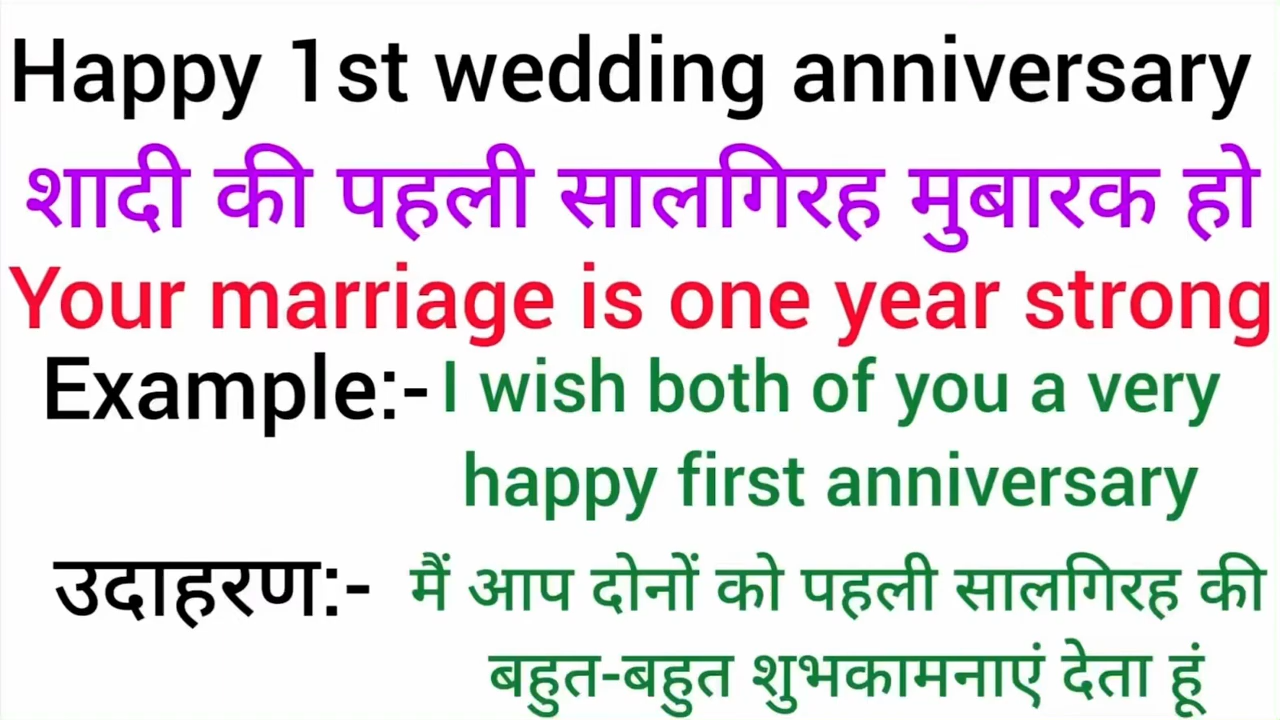 Happy 1st wedding anniversary
शादी की पहली सालगिरह मुबारक हो
Your marriage is one year strong
Example:- I wish both of you a very
happy first anniversary
उदाहरण:- मैं आप दोनों को पहली सालगिरह की
बहुत-बहुत शुभकामनाएं देता हूं